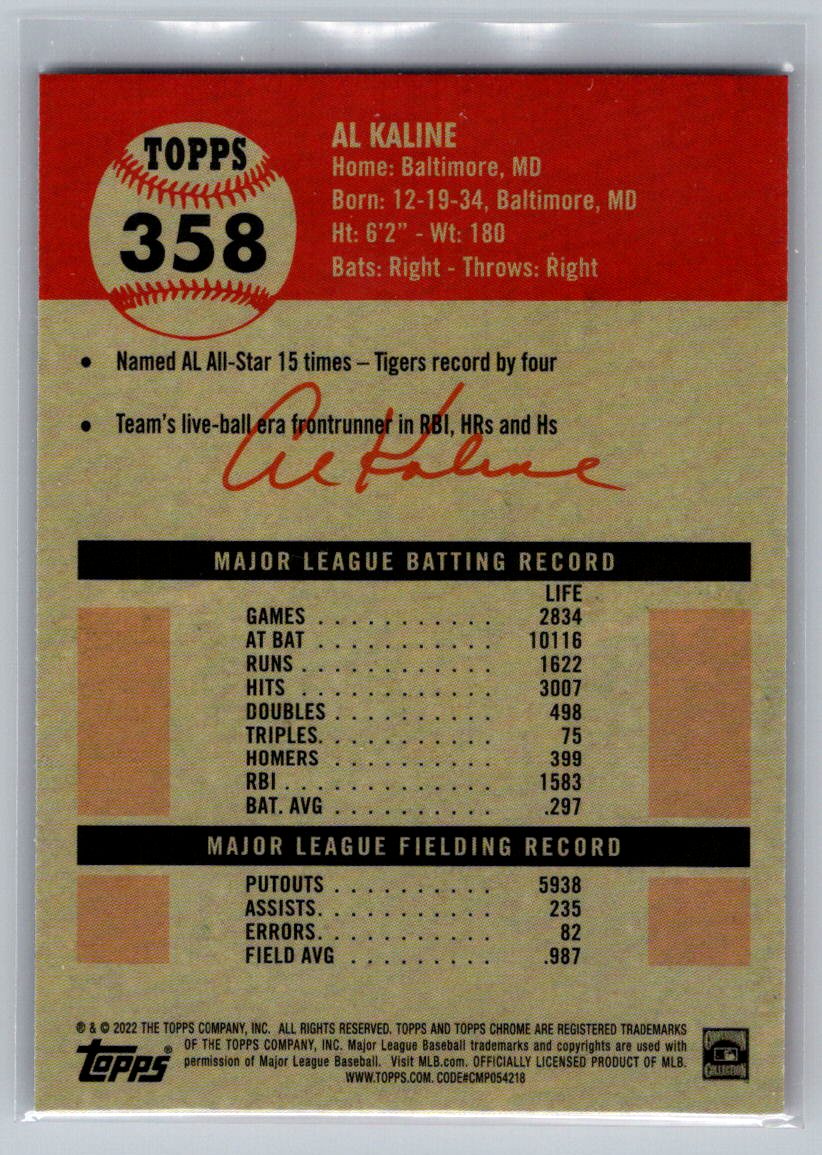 TOPPS
358
AL KALINE
Home: Baltimore, MD
Born: 12-19-34, Baltimore, MD
Ht: 6'2" - Wt: 180
Bats: Right - Throws: Right
• Named AL All-Star 15 times – Tigers record by four
• Team's live-ball era frontrunner in RBI, HRs and Hs
Al Kaline
MAJOR LEAGUE BATTING RECORD
LIFE
GAMES . . . . . . . . . . . 2834
AT BAT . . . . . . . . . . . 10116
RUNS . . . . . . . . . . . . 1622
HITS . . . . . . . . . . . . 3007
DOUBLES . . . . . . . . . . 498
TRIPLES. . . . . . . . . . . 75
HOMERS . . . . . . . . . . 399
RBI . . . . . . . . . . . . . 1583
BAT. AVG . . . . . . . . . . .297
MAJOR LEAGUE FIELDING RECORD
PUTOUTS . . . . . . . . . . 5938
ASSISTS. . . . . . . . . . . 235
ERRORS. . . . . . . . . . . 82
FIELD AVG . . . . . . . . . .987
® & © 2022 THE TOPPS COMPANY, INC. ALL RIGHTS RESERVED. TOPPS AND TOPPS CHROME ARE REGISTERED TRADEMARKS
OF THE TOPPS COMPANY, INC. Major League Baseball trademarks and copyrights are used with
permission of Major League Baseball. Visit MLB.com. OFFICIALLY LICENSED PRODUCT OF MLB.
WWW.TOPPS.COM. CODE#CMP054218
Topps®
COOPERSTOWN
COLLECTION